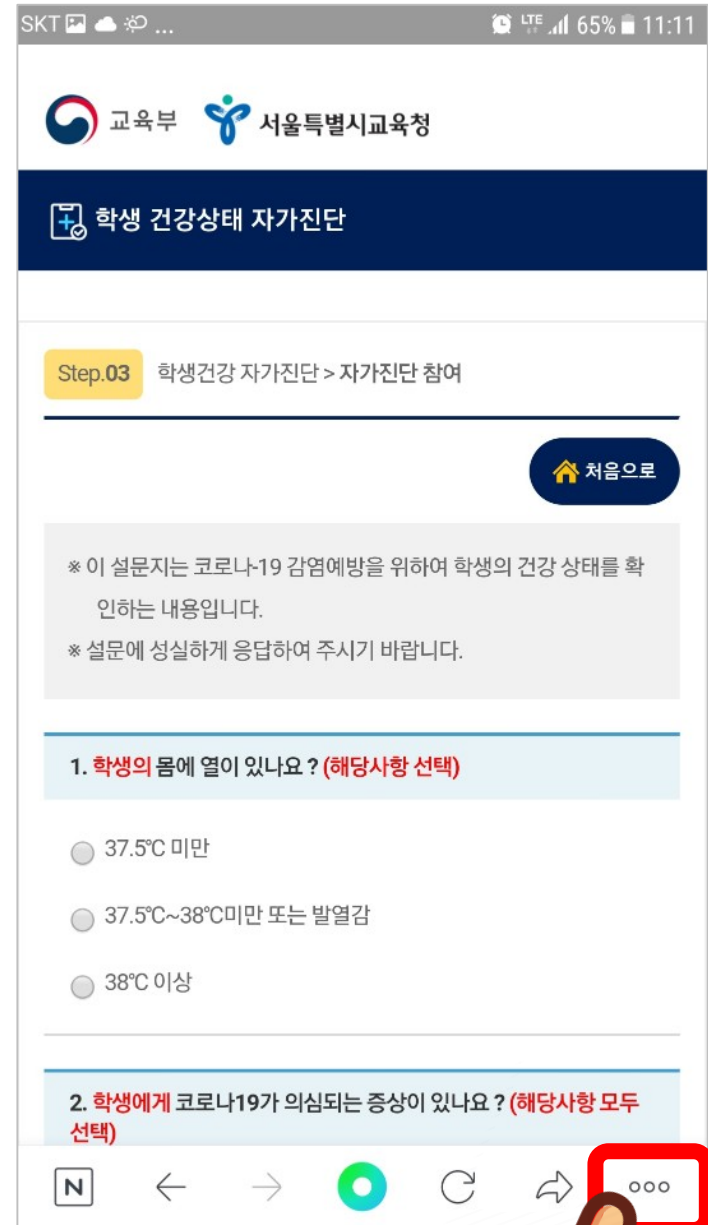 SKT ... LTE 65% 11:11
교육부 서울특별시교육청
학생 건강상태 자가진단
Step.03 학생건강 자가진단 > 자가진단 참여
처음으로
※ 이 설문지는 코로나-19 감염예방을 위하여 학생의 건강 상태를 확
인하는 내용입니다.
※ 설문에 성실하게 응답하여 주시기 바랍니다.
1. 학생의 몸에 열이 있나요 ? (해당사항 선택)
37.5℃ 미만
37.5℃~38℃미만 또는 발열감
38℃ 이상
2. 학생에게 코로나19가 의심되는 증상이 있나요 ? (해당사항 모두
선택)
N